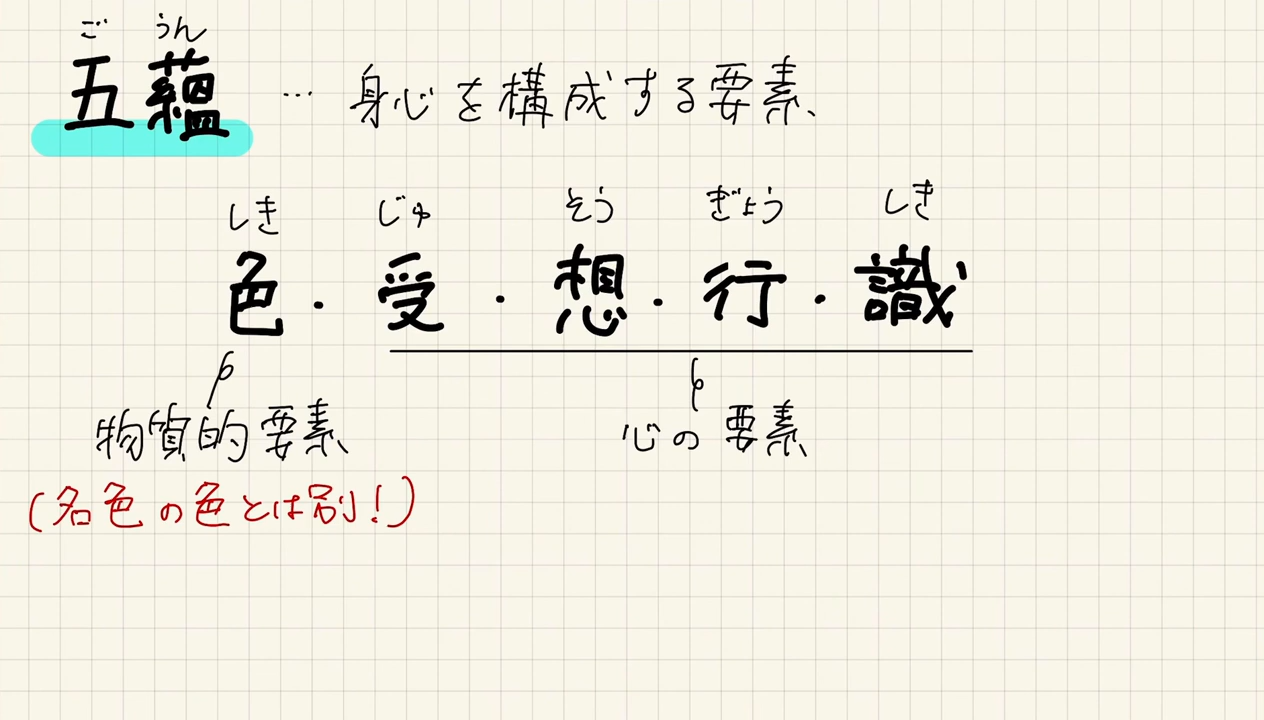 ごうん
五蘊 … 身心を構成する要素、
しき じゅ そう ぎょう しき
色・受・想・行・識
物質的要素 心の要素
(名色の色とは別!)